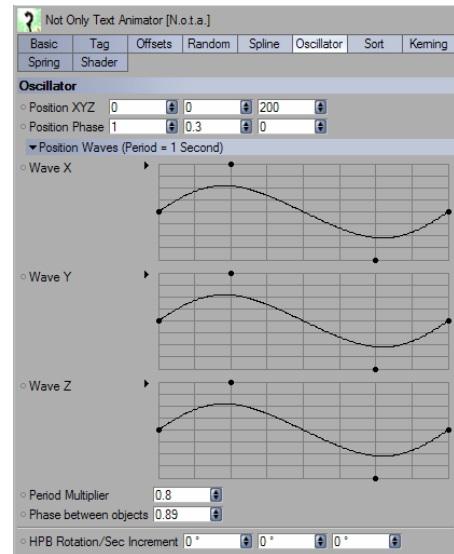 Not Only Text Animator [N.o.t.a.]
Basic Tag Offsets Random Spline Oscillator Sort Kerning
Spring Shader
Oscillator
Position XYZ 0 0 200
Position Phase 1 0.3 0
Position Waves (Period = 1 Second)
Wave X
Wave Y
Wave Z
Period Multiplier 0.8
Phase between objects 0.89
HPB Rotation/Sec Increment 0 ° 0 ° 0 °